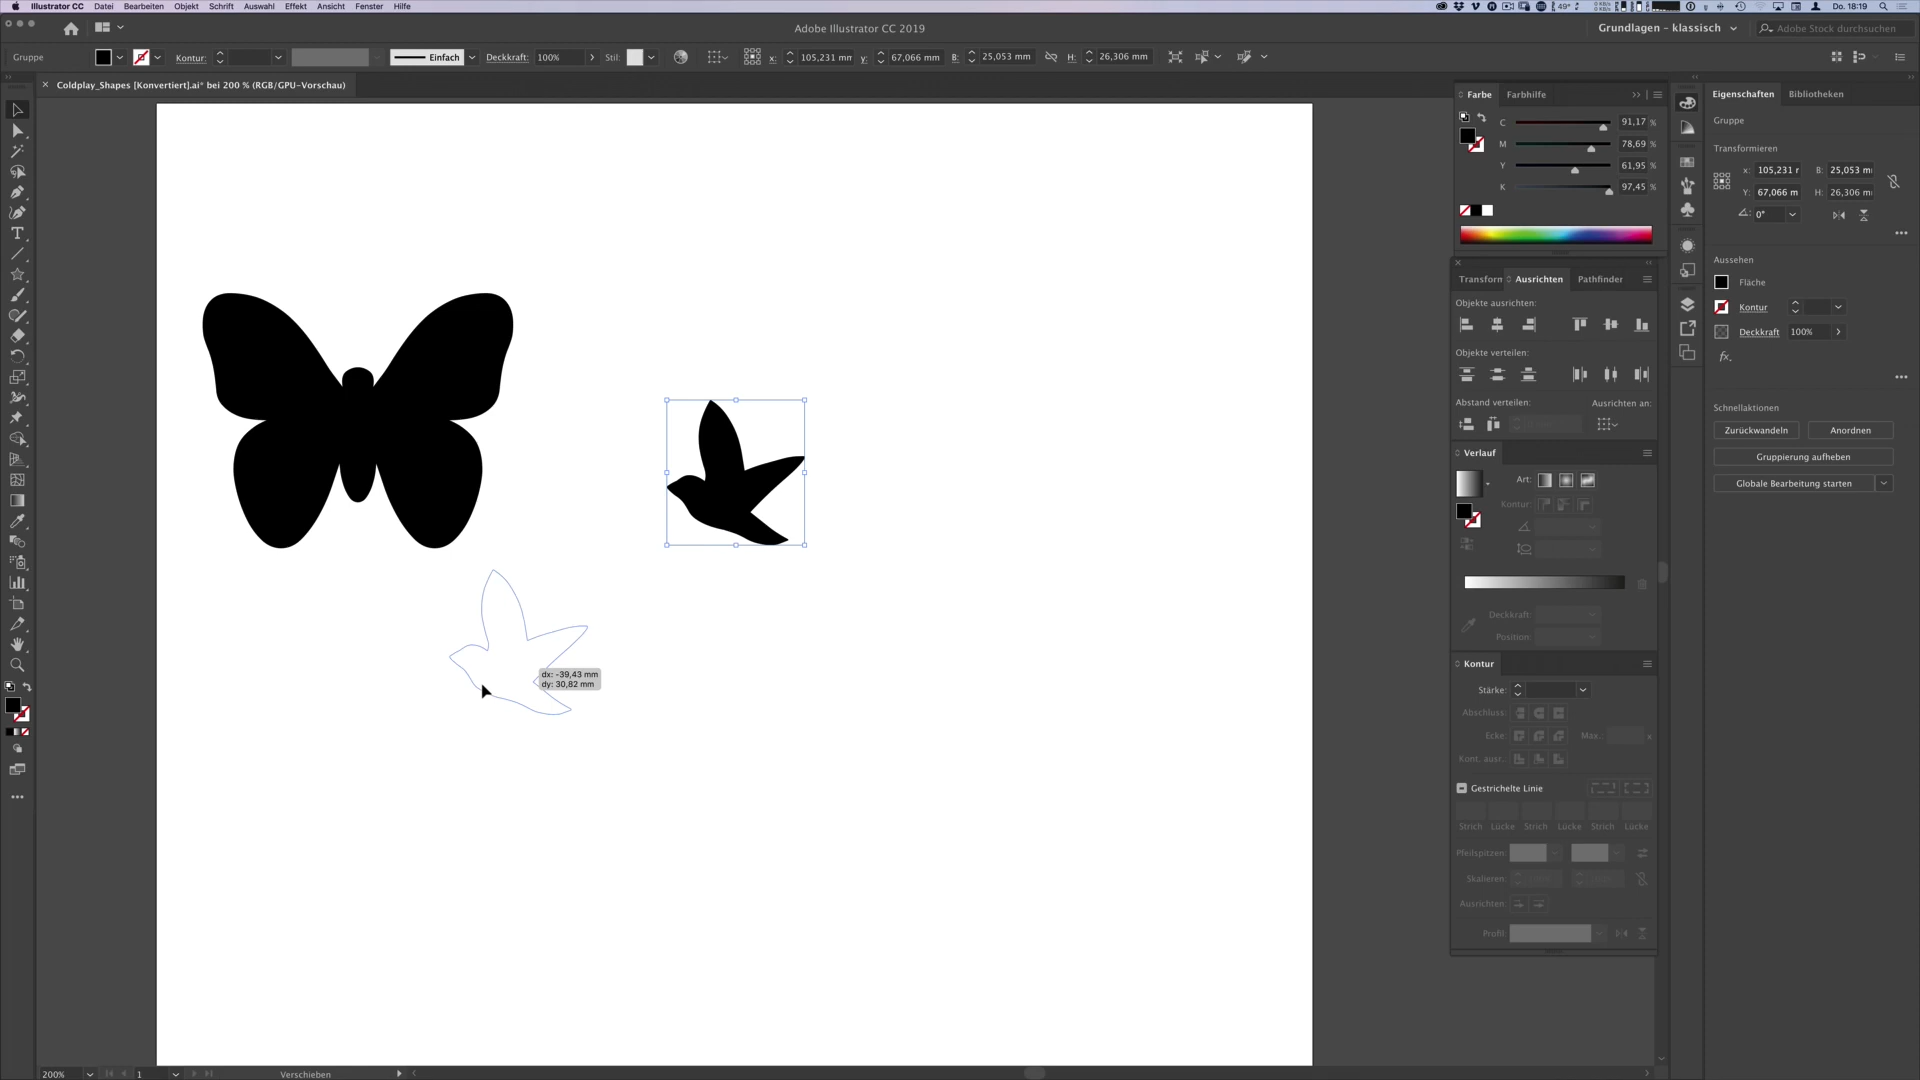 Illustrator CC Datei Bearbeiten Objekt Schrift Auswahl Effekt Ansicht Fenster Hilfe
49° Do. 18:19
Adobe Illustrator CC 2019
Grundlagen – klassisch
Adobe Stock durchsuchen
Gruppe
Kontur:
Einfach
Deckkraft: 100%
Stil:
x: 105,231 mm
y: 67,066 mm
B: 25,053 mm
H: 26,306 mm
Coldplay_Shapes [Konvertiert].ai* bei 200 % (RGB/GPU-Vorschau)
Farbe Farbhilfe
C 91,17 %
M 78,69 %
Y 61,95 %
K 97,45 %
Transform Ausrichten Pathfinder
Objekte ausrichten:
Objekte verteilen:
Abstand verteilen: Ausrichten an:
Verlauf
Art:
Kontur:
Deckkraft:
Position:
Kontur
Stärke:
Abschluss:
Ecke: Max.: x
Kont. ausr.:
Gestrichelte Linie
Strich Lücke Strich Lücke Strich Lücke
Pfeilspitzen:
Skalieren:
Ausrichten
Profil:
Eigenschaften Bibliotheken
Gruppe
Transformieren
x: 105,231 r B: 25,053 m
Y: 67,066 m H: 26,306 m
0°
Aussehen
Fläche
Kontur
Deckkraft 100%
fx.
Schnellaktionen
Zurückwandeln Anordnen
Gruppierung aufheben
Globale Bearbeitung starten
dx: -39,43 mm
dy: 30,82 mm
200% 1 Verschieben